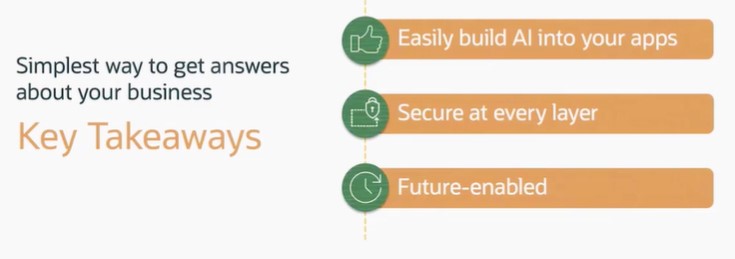 Simplest way to get answers
about your business
Key Takeaways
Easily build AI into your apps
Secure at every layer
Future-enabled